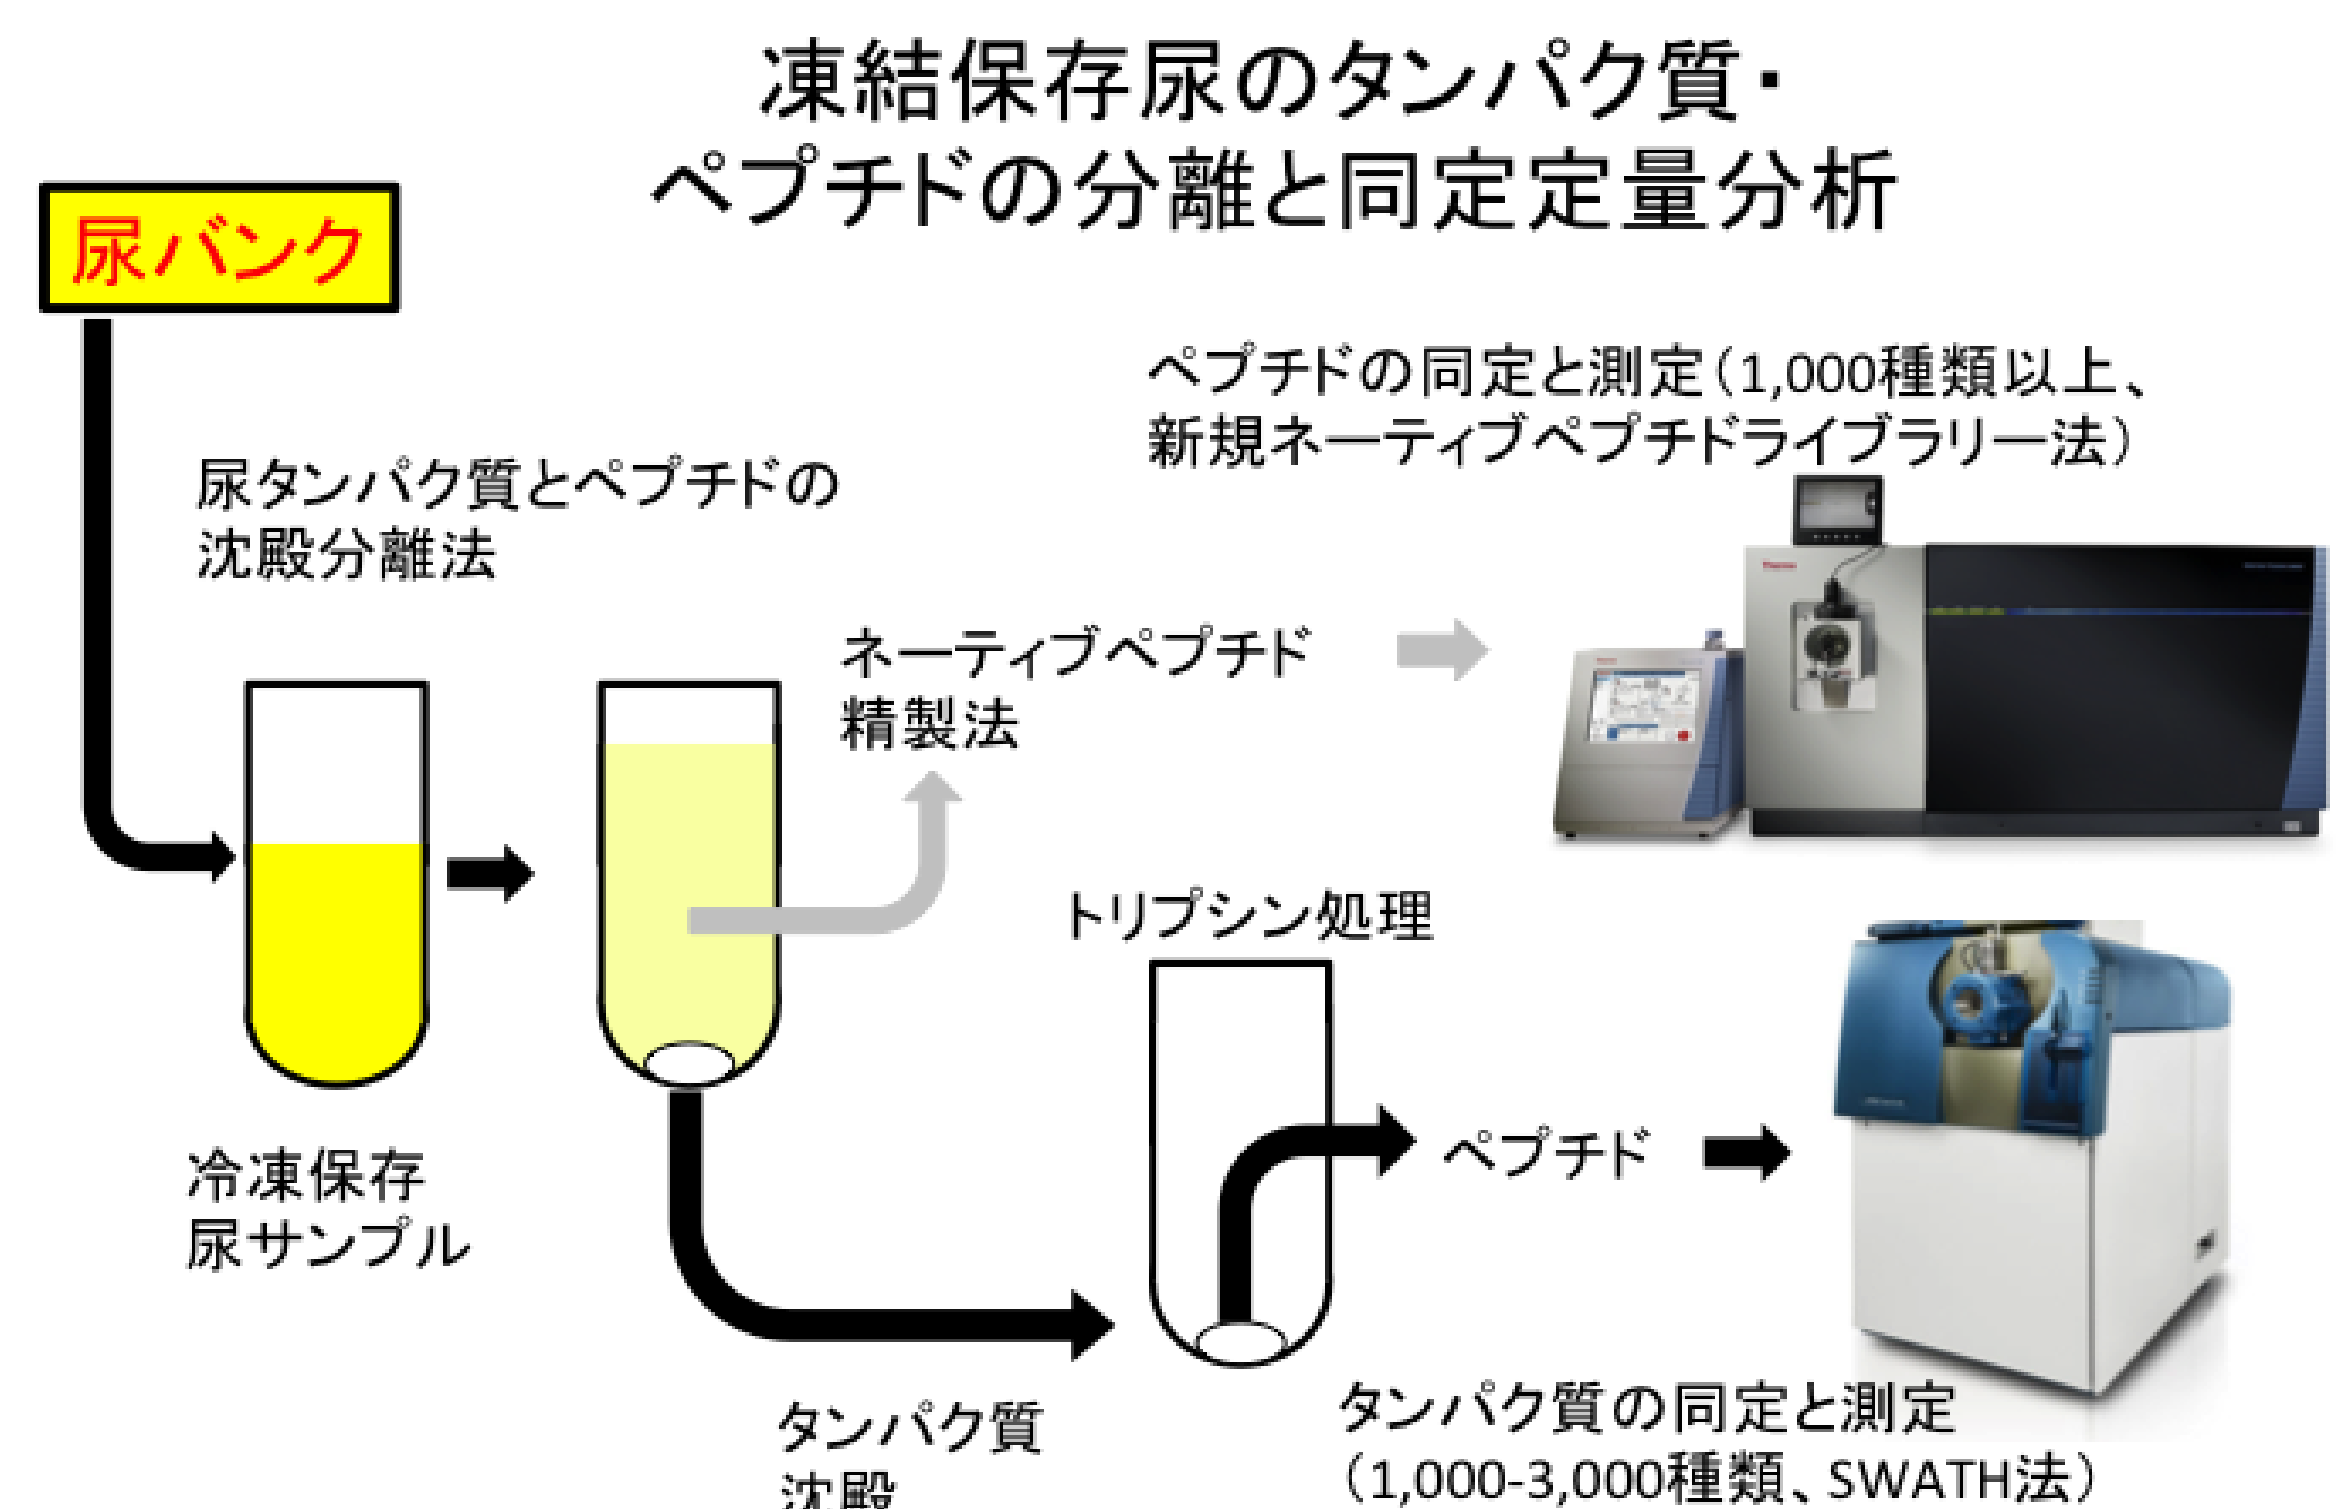 凍結保存尿のタンパク質・
ペプチドの分離と同定定量分析
尿バンク
ペプチドの同定と測定（1,000種類以上、
新規ネーティブペプチドライブラリー法）
尿タンパク質とペプチドの
沈殿分離法
ネーティブペプチド
精製法
トリプシン処理
ペプチド
冷凍保存
尿サンプル
タンパク質
沈殿
タンパク質の同定と測定
（1,000-3,000種類、SWATH法）